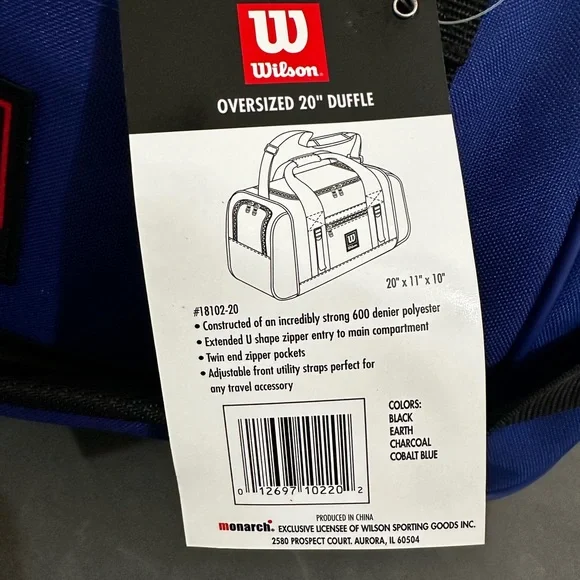 W
Wilson
OVERSIZED 20" DUFFLE
W
20" x 11" x 10"
#18102-20
• Constructed of an incredibly strong 600 denier polyester
• Extended U shape zipper entry to main compartment
• Twin end zipper pockets
• Adjustable front utility straps perfect for
any travel accessory
COLORS:
BLACK
EARTH
CHARCOAL
COBALT BLUE
0 12697 10220 2
PRODUCED IN CHINA
monarch. EXCLUSIVE LICENSEE OF WILSON SPORTING GOODS INC.
2580 PROSPECT COURT. AURORA, IL 60504